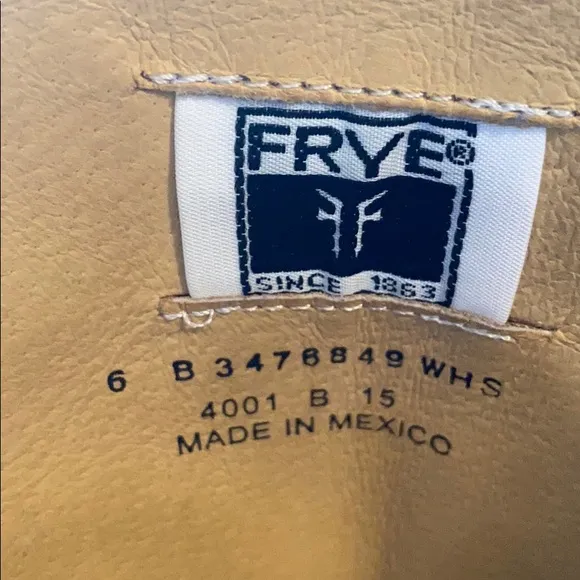 FRYE®
SINCE 1863
6 B 3476849 WHS
4001 B 15
MADE IN MEXICO